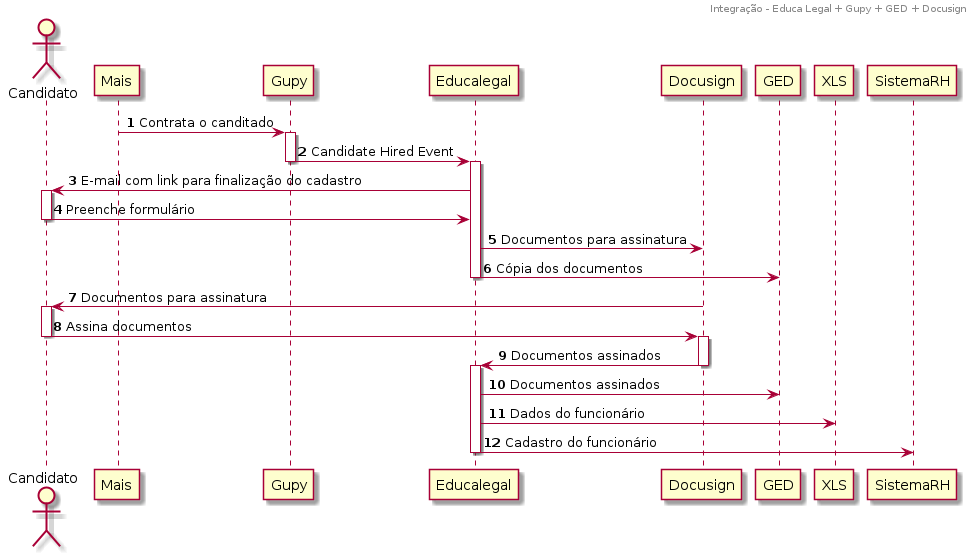 Integração - Educa Legal + Gupy + GED + Docusign
Candidato Mais Gupy Educalegal Docusign GED XLS SistemaRH
1 Contrata o canditado
2 Candidate Hired Event
3 E-mail com link para finalização do cadastro
4 Preenche formulário
5 Documentos para assinatura
6 Cópia dos documentos
7 Documentos para assinatura
8 Assina documentos
9 Documentos assinados
10 Documentos assinados
11 Dados do funcionário
12 Cadastro do funcionário
Candidato Mais Gupy Educalegal Docusign GED XLS SistemaRH